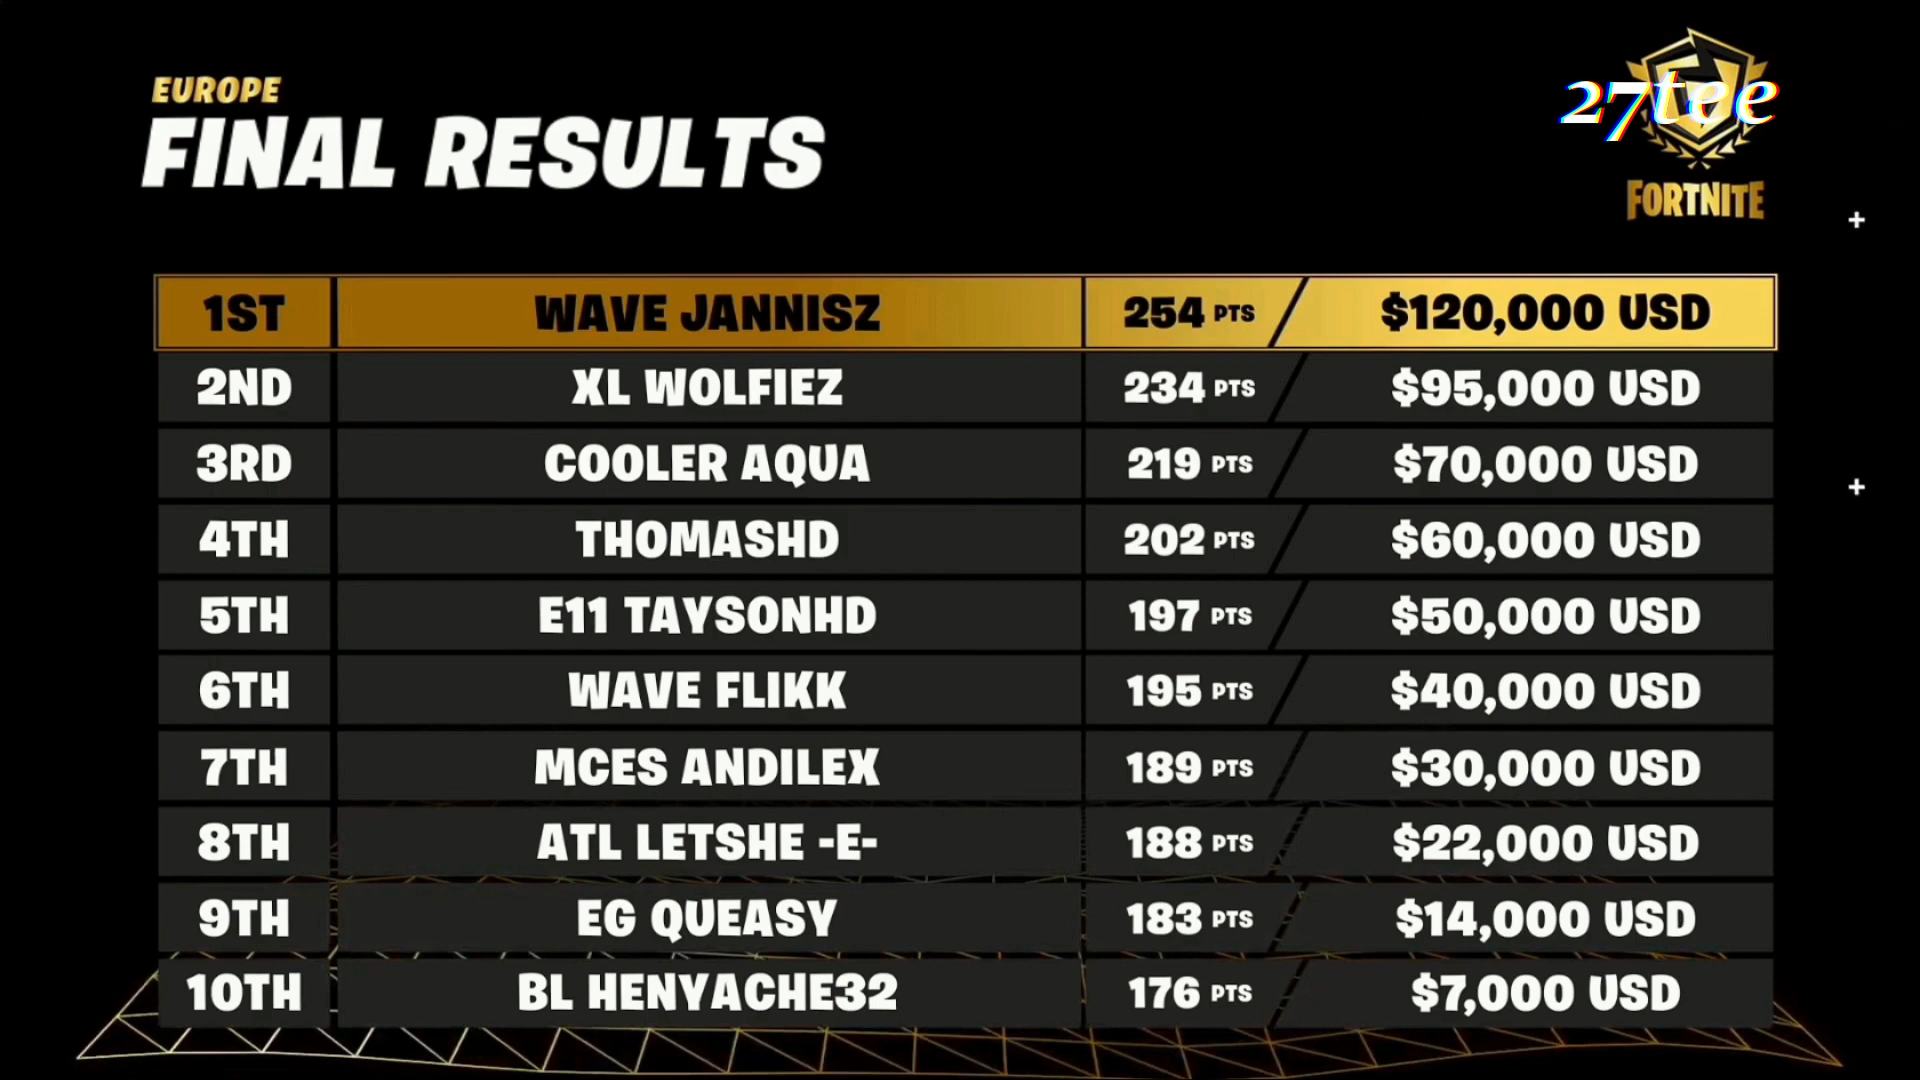 EUROPE
FINAL RESULTS
27tee
FORTNITE
1ST WAVE JANNISZ 254 PTS $120,000 USD
2ND XL WOLFIEZ 234 PTS $95,000 USD
3RD COOLER AQUA 219 PTS $70,000 USD
4TH THOMASHD 202 PTS $60,000 USD
5TH E11 TAYSONHD 197 PTS $50,000 USD
6TH WAVE FLIKK 195 PTS $40,000 USD
7TH MCES ANDILEX 189 PTS $30,000 USD
8TH ATL LETSHE -E- 188 PTS $22,000 USD
9TH EG QUEASY 183 PTS $14,000 USD
10TH BL HENYACHE32 176 PTS $7,000 USD